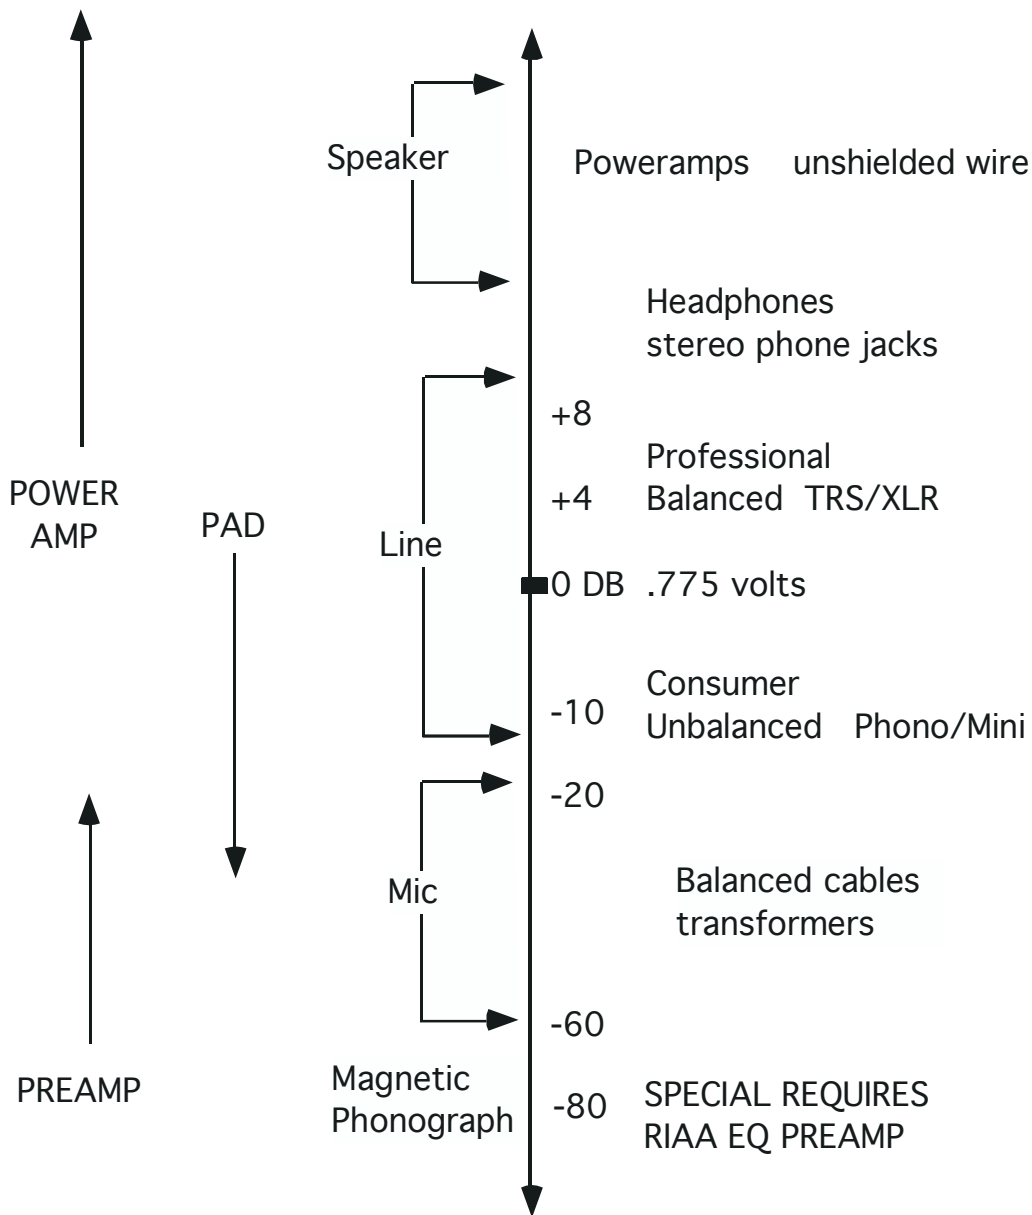 Speaker
Poweramps unshielded wire
Headphones
stereo phone jacks
+8
Professional
+4 Balanced TRS/XLR
POWER
AMP
PAD
Line
0 DB .775 volts
Consumer
-10 Unbalanced Phono/Mini
-20
Mic
Balanced cables
transformers
-60
PREAMP
Magnetic
Phonograph
-80 SPECIAL REQUIRES
RIAA EQ PREAMP